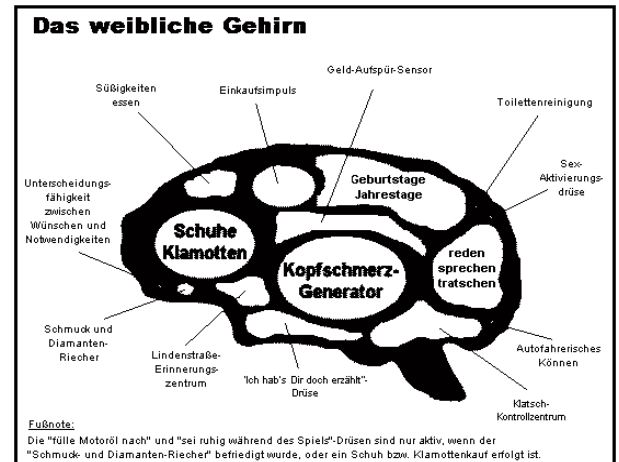 Das weibliche Gehirn
Geld-Aufspür-Sensor
Süßigkeiten
essen
Einkaufsimpuls
Toilettenreinigung
Sex-
Aktivierungs-
drüse
Unterscheidungs-
fähigkeit
zwischen
Wünschen und
Notwendigkeiten
Geburtstage
Jahrestage
Schuhe
Klamotten
Kopfschmerz-
Generator
reden
sprechen
tratschen
Schmuck und
Diamanten-
Riecher
Lindenstraße-
Erinnerungs-
zentrum
'Ich hab's Dir doch erzählt"-
Drüse
Autofahrerisches
Können
Klatsch-
Kontrollzentrum
Fußnote:
Die "fülle Motoröl nach" und "sei ruhig während des Spiels"-Drüsen sind nur aktiv, wenn der
"Schmuck- und Diamanten-Riecher" befriedigt wurde, oder ein Schuh bzw. Klamottenkauf erfolgt ist.